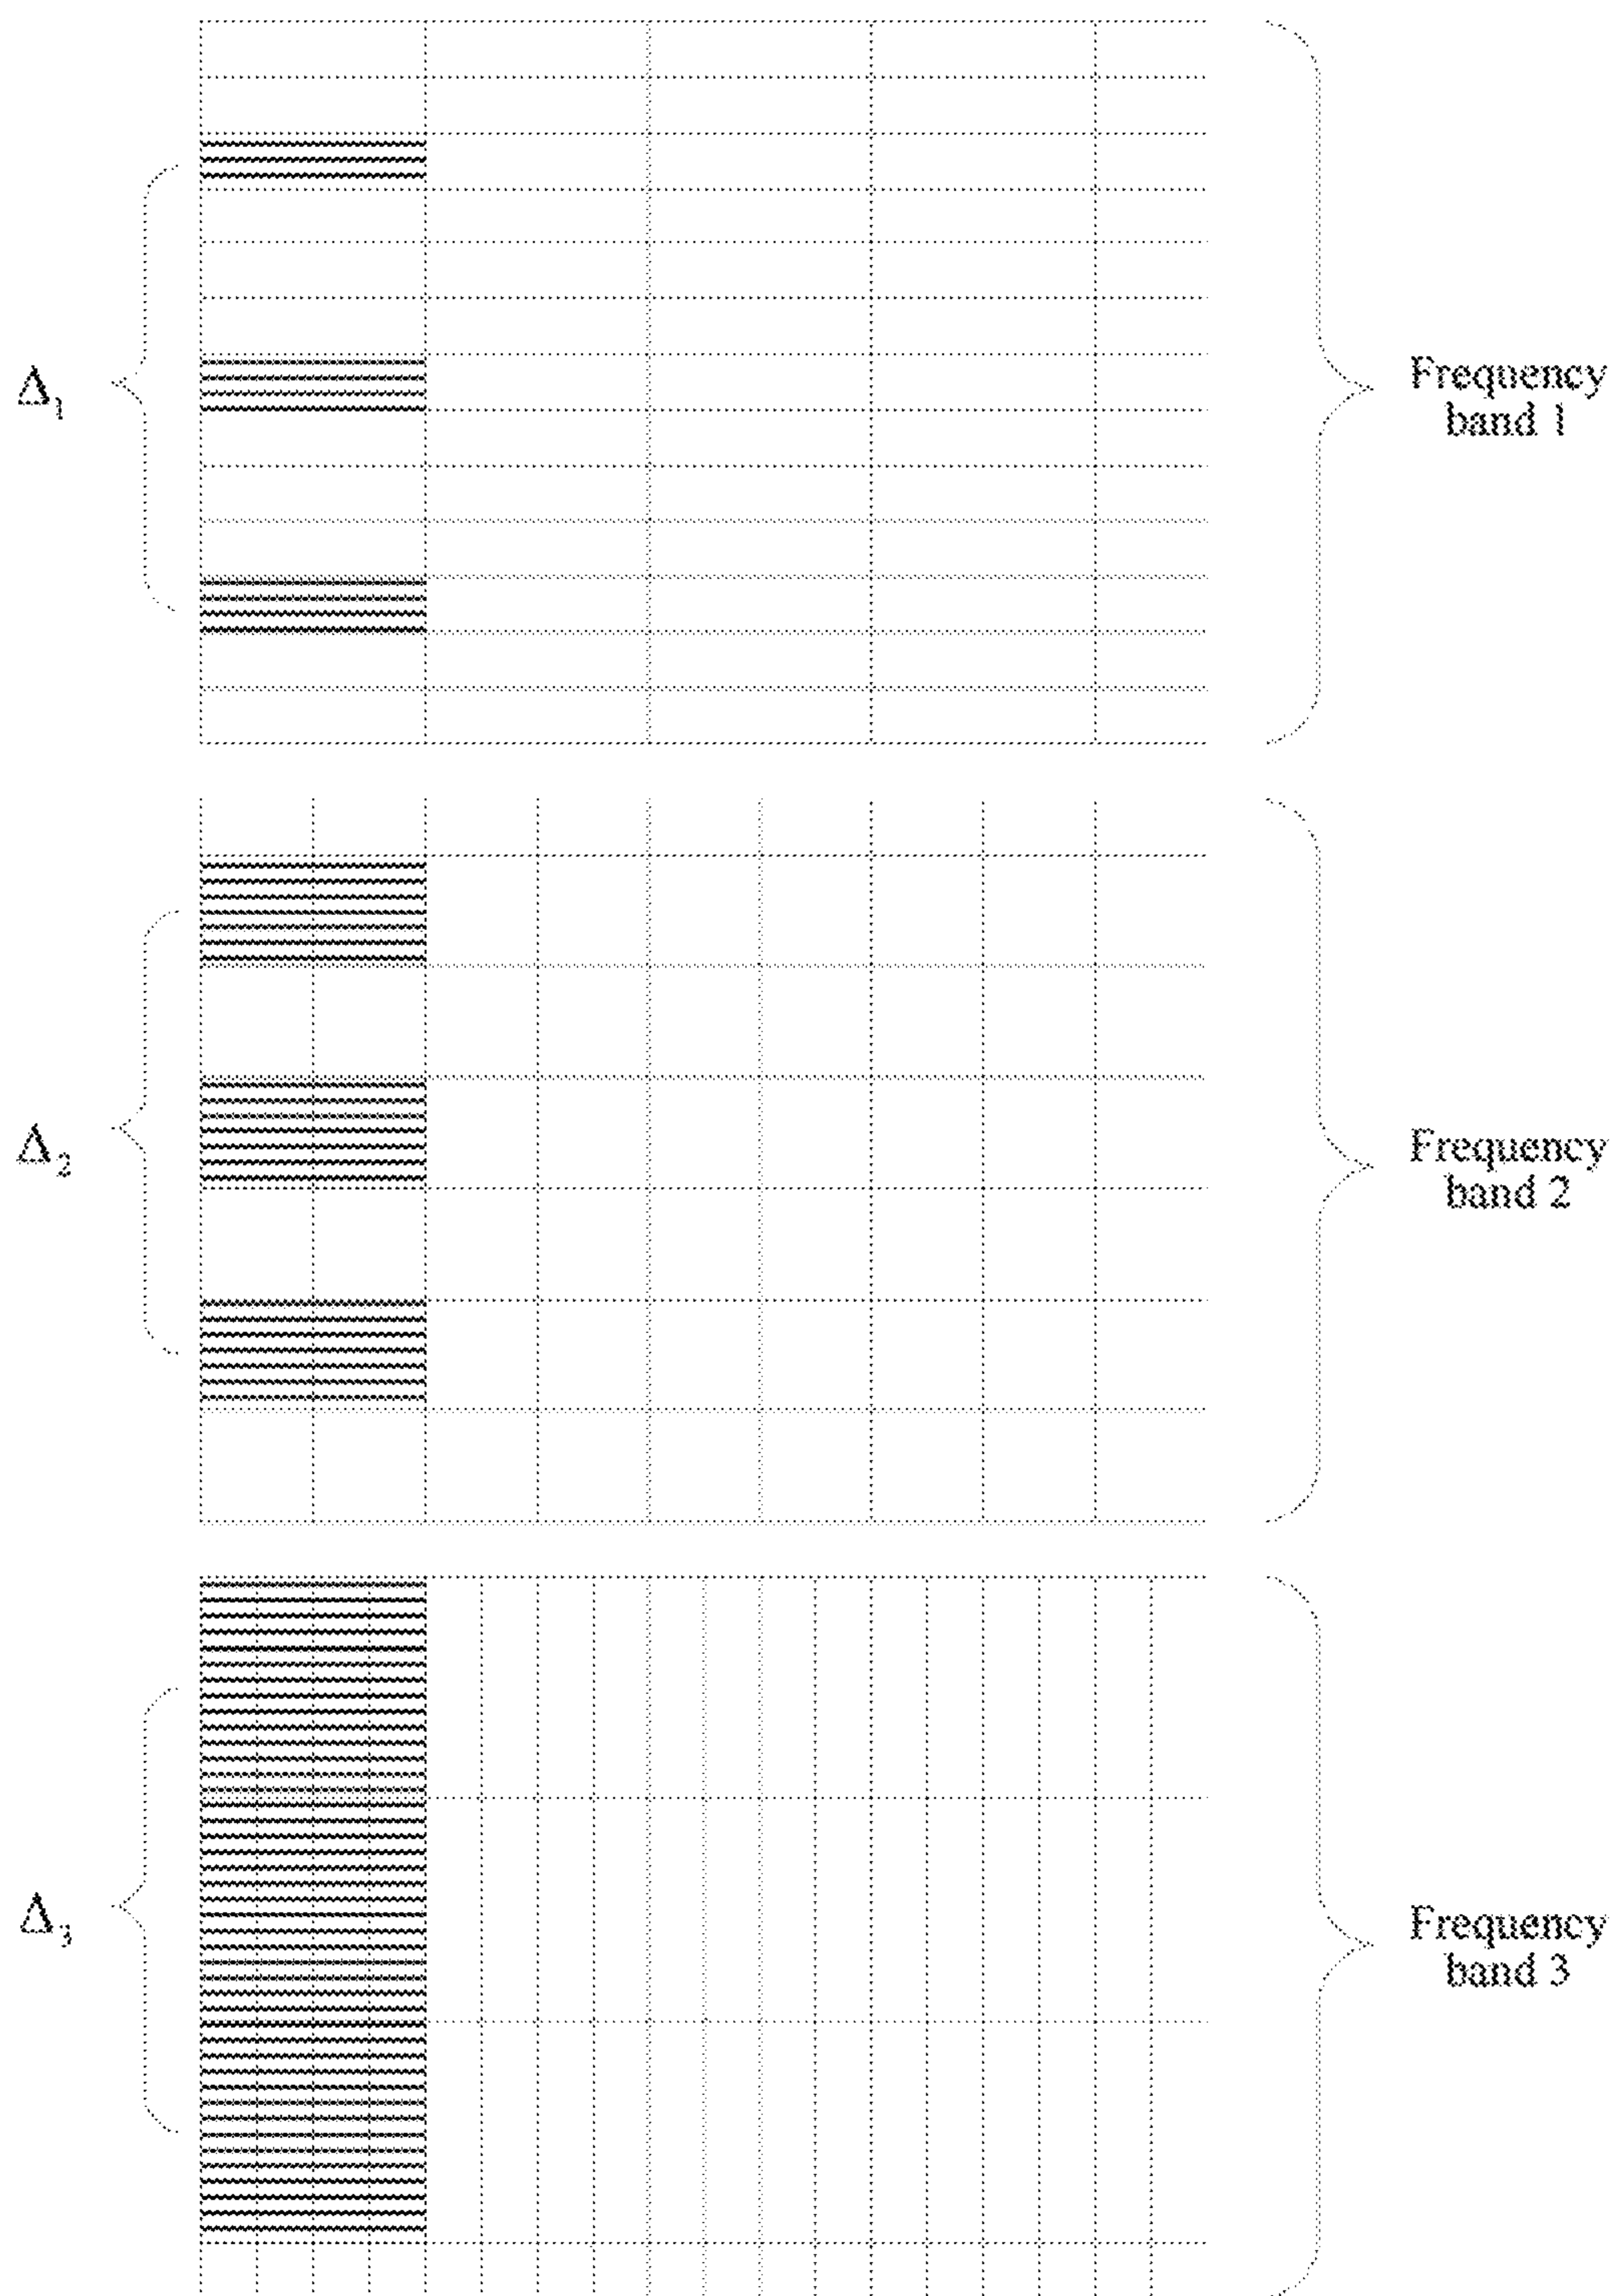 Δ1
Frequency
band 1
Δ2
Frequency
band 2
Δ3
Frequency
band 3